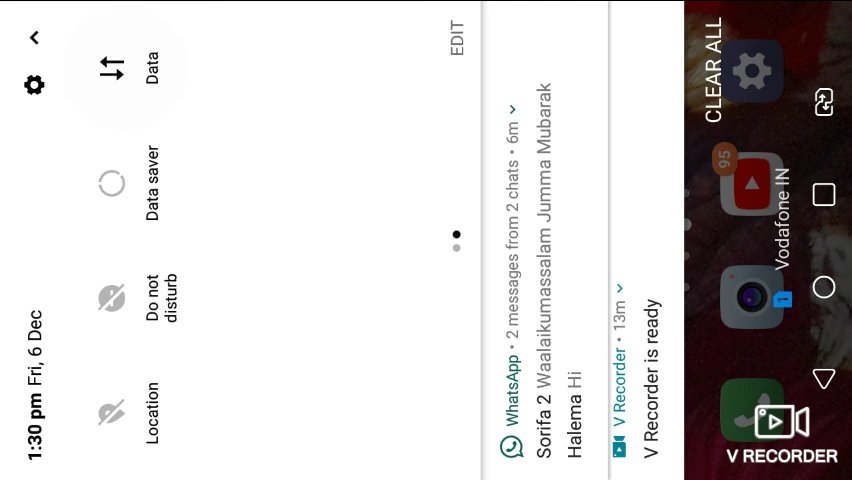 1:30 pm Fri, 6 Dec
Location
Do not
disturb
Data saver
Data
EDIT
WhatsApp • 2 messages from 2 chats • 6m
Sorifa 2 Waalaikumassalam Jumma Mubarak
Halema Hi
V Recorder • 13m
V Recorder is ready
CLEAR ALL
95
1
Vodafone IN
V RECORDER